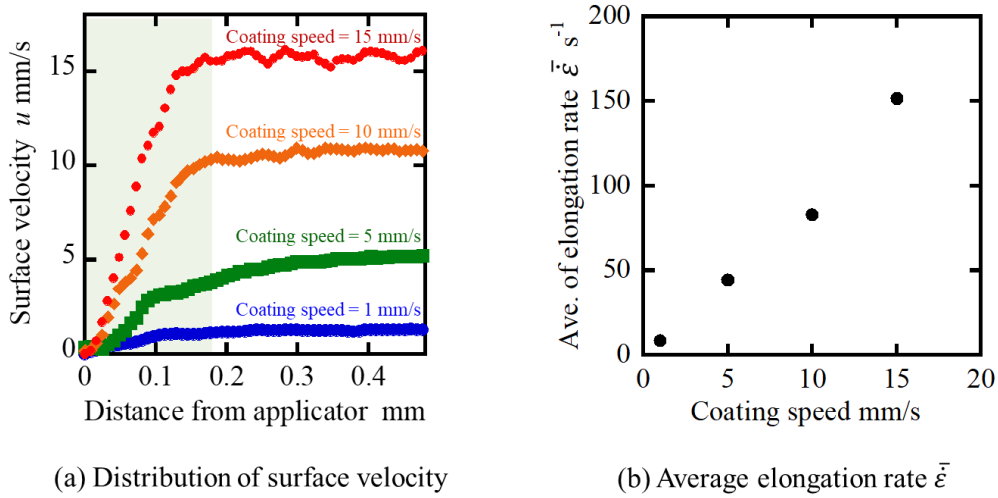 Surface velocity u mm/s
15
10
5
0
Coating speed = 15 mm/s
Coating speed = 10 mm/s
Coating speed = 5 mm/s
Coating speed = 1 mm/s
0 0.1 0.2 0.3 0.4
Distance from applicator mm
(a) Distribution of surface velocity
Ave. of elongation rate ε̇̄ s⁻¹
200
150
100
50
0
0 5 10 15 20
Coating speed mm/s
(b) Average elongation rate ε̇̄